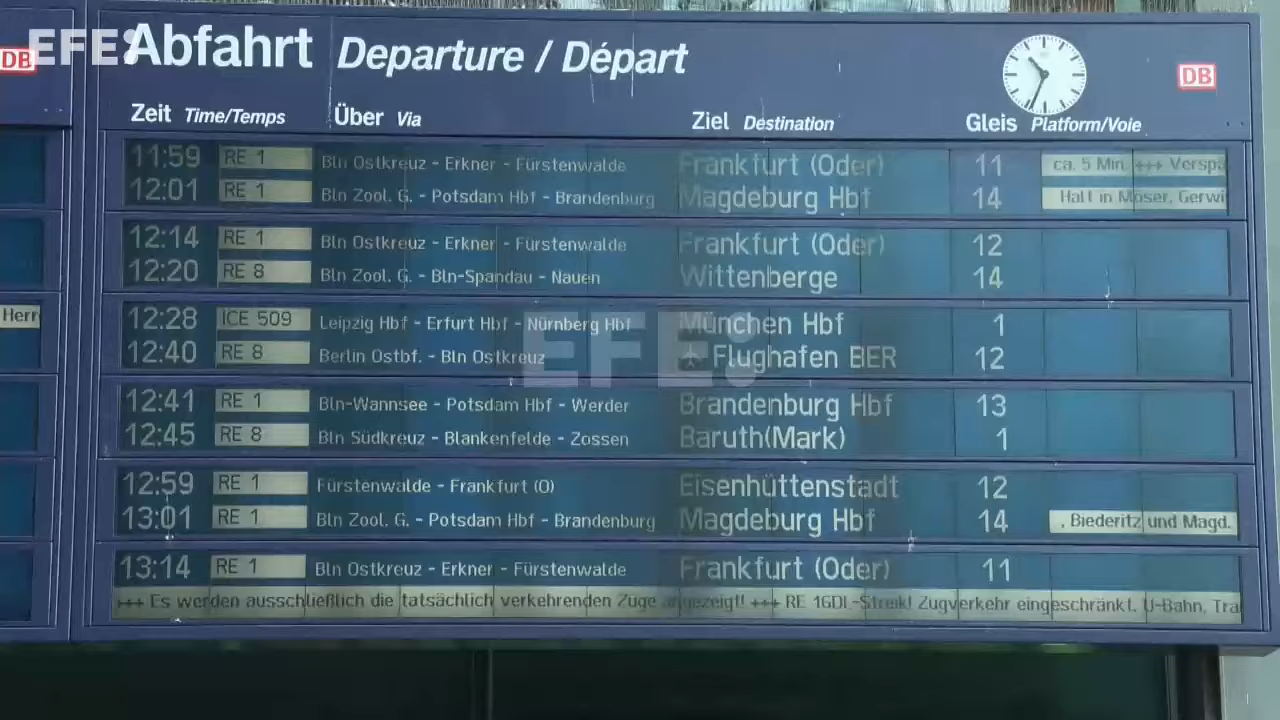 EFE:
DB
Abfahrt Departure / Départ
DB
Zeit Time/Temps Über Via Ziel Destination Gleis Platform/Voie
11:59 RE 1 Bln Ostkreuz - Erkner - Fürstenwalde Frankfurt (Oder) 11 ca. 5 Min. +++ Verspä
12:01 RE 1 Bln Zool. G. - Potsdam Hbf - Brandenburg Magdeburg Hbf 14 Halt in Möser, Gerwi
12:14 RE 1 Bln Ostkreuz - Erkner - Fürstenwalde Frankfurt (Oder) 12
12:20 RE 8 Bln Zool. G. - Bln-Spandau - Nauen Wittenberge 14
Herr
12:28 ICE 509 Leipzig Hbf - Erfurt Hbf - Nürnberg Hbf München Hbf 1
12:40 RE 8 Berlin Ostbf. - Bln Ostkreuz Flughafen BER 12
EFE:
12:41 RE 1 Bln-Wannsee - Potsdam Hbf - Werder Brandenburg Hbf 13
12:45 RE 8 Bln Südkreuz - Blankenfelde - Zossen Baruth(Mark) 1
12:59 RE 1 Fürstenwalde - Frankfurt (O) Eisenhüttenstadt 12
13:01 RE 1 Bln Zool. G. - Potsdam Hbf - Brandenburg Magdeburg Hbf 14 , Biederitz und Magd.
13:14 RE 1 Bln Ostkreuz - Erkner - Fürstenwalde Frankfurt (Oder) 11
+++ Es werden ausschließlich die tatsächlich verkehrenden Züge angezeigt! +++ RE 1GDL-Streik! Zugverkehr eingeschränkt. U-Bahn, Tra